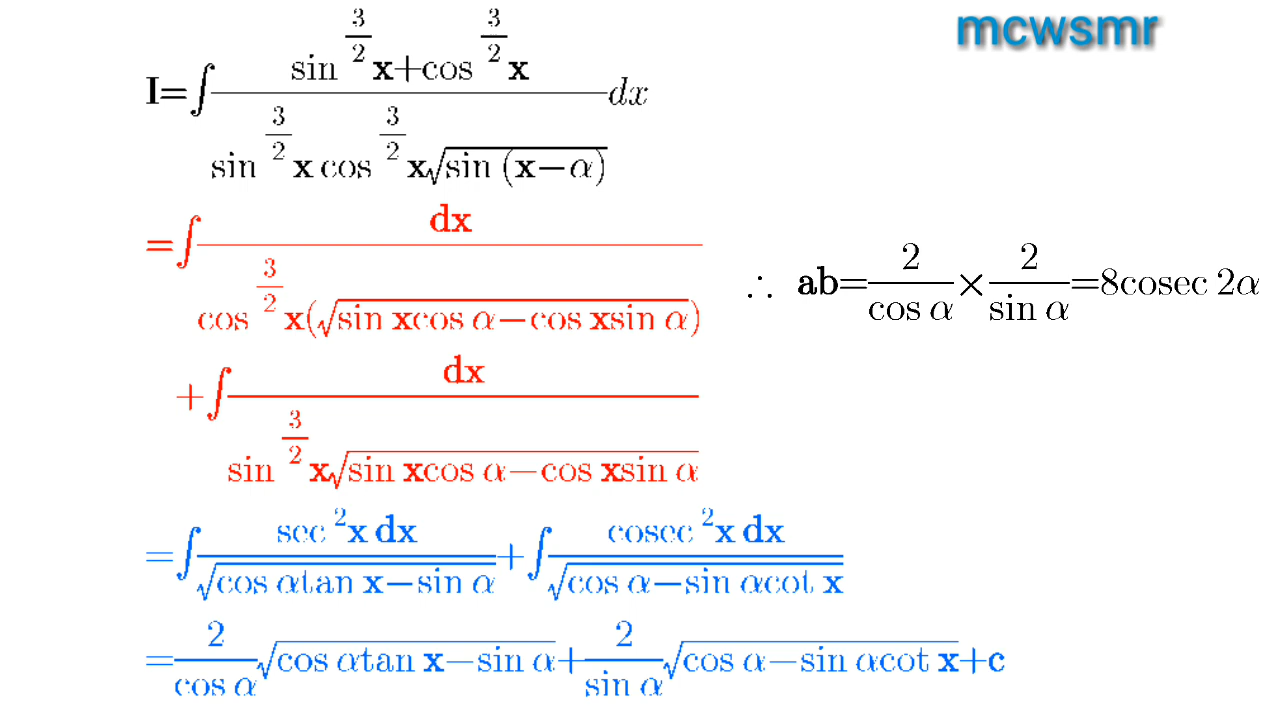 mcwsmr
I=∫ (sin^{3/2} x+cos^{3/2} x)/(sin^{3/2} x cos^{3/2} x√(sin (x−α))) dx
=∫ dx/(cos^{3/2} x(√(sin xcos α−cos xsin α)))
∴ ab=2/(cos α)×2/(sin α)=8cosec 2α
+∫ dx/(sin^{3/2} x√(sin xcos α−cos xsin α))
=∫ (sec ²x dx)/(√(cos αtan x−sin α))+∫ (cosec ²x dx)/(√(cos α−sin αcot x))
=2/(cos α)√(cos αtan x−sin α)+2/(sin α)√(cos α−sin αcot x)+c